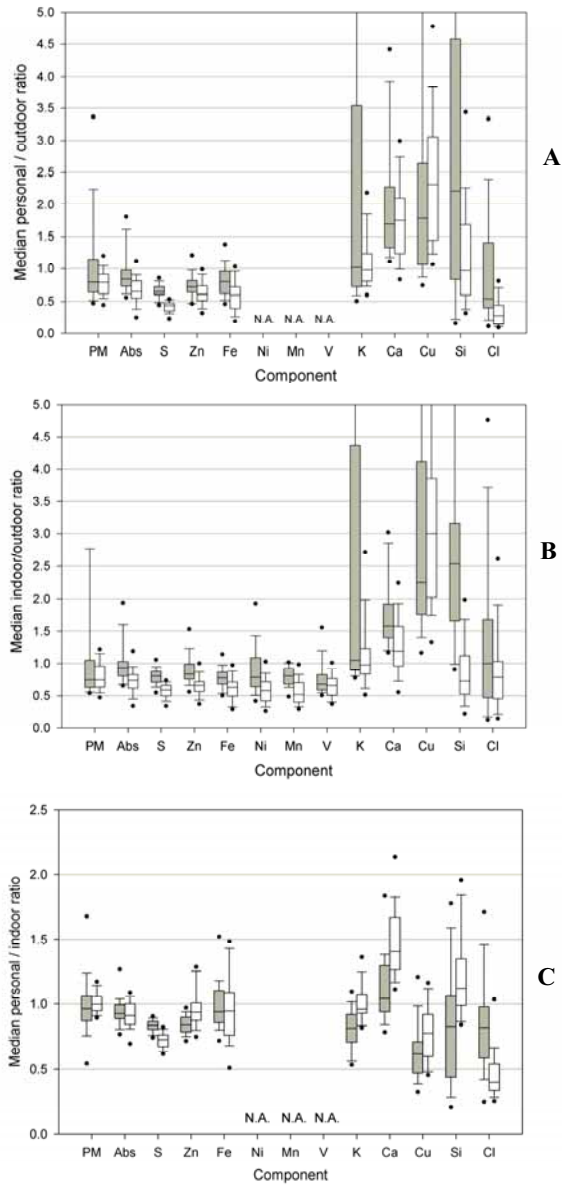 5.0
4.5
4.0
3.5
3.0
2.5
2.0
1.5
1.0
0.5
0.0
Median personal / outdoor ratio
N.A. N.A. N.A.
PM Abs S Zn Fe Ni Mn V K Ca Cu Si Cl
Component
A
5.0
4.5
4.0
3.5
3.0
2.5
2.0
1.5
1.0
0.5
0.0
Median indoor/outdoor ratio
PM Abs S Zn Fe Ni Mn V K Ca Cu Si Cl
Component
B
2.5
2.0
1.5
1.0
0.5
0.0
Median personal / indoor ratio
N.A. N.A. N.A.
PM Abs S Zn Fe Ni Mn V K Ca Cu Si Cl
Component
C